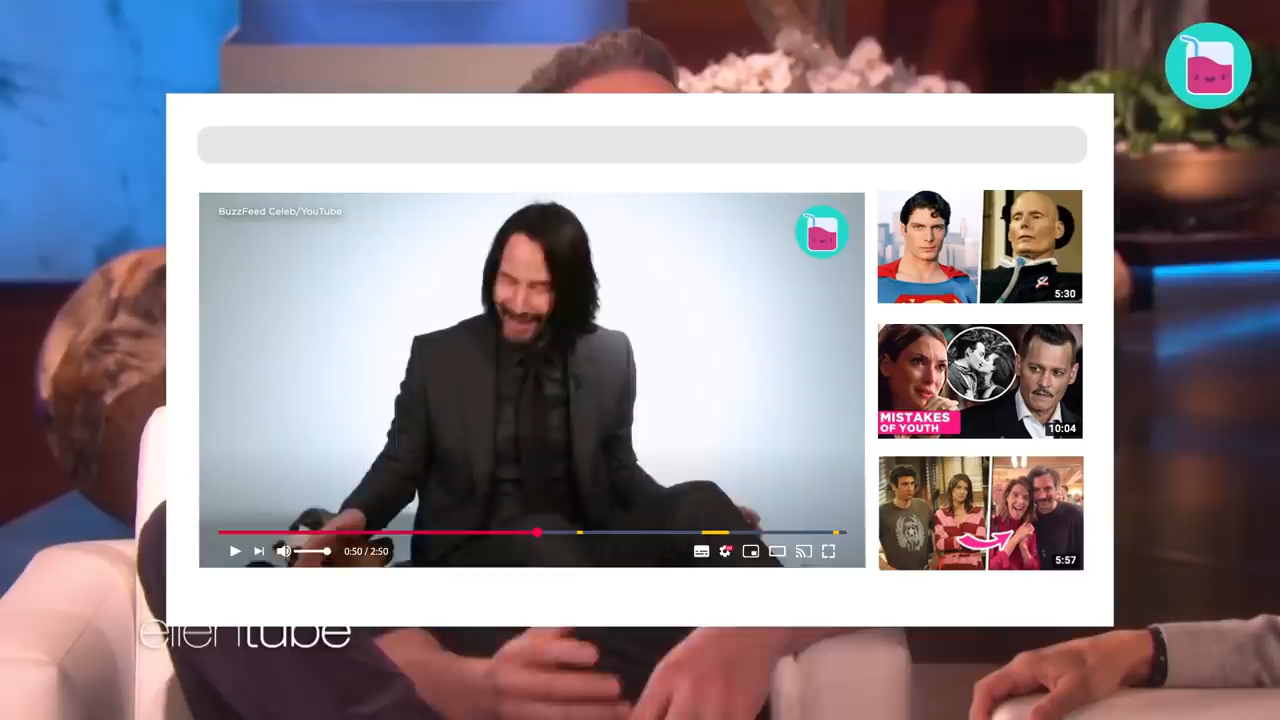 BuzzFeed Celeb/YouTube
5:30
MISTAKES
OF YOUTH
10:04
0:50 / 2:50
5:57
ellentube